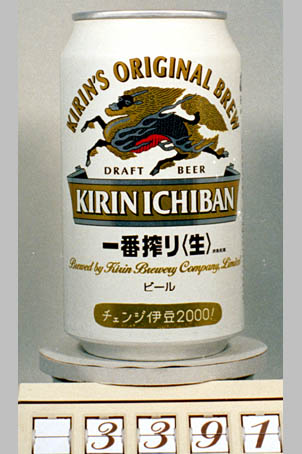 KIRIN'S ORIGINAL BREW
DRAFT BEER
KIRIN ICHIBAN
一番搾り〈生〉
Brewed by Kirin Brewery Company, Limited
ビール
チェンジ伊豆2000!
3391